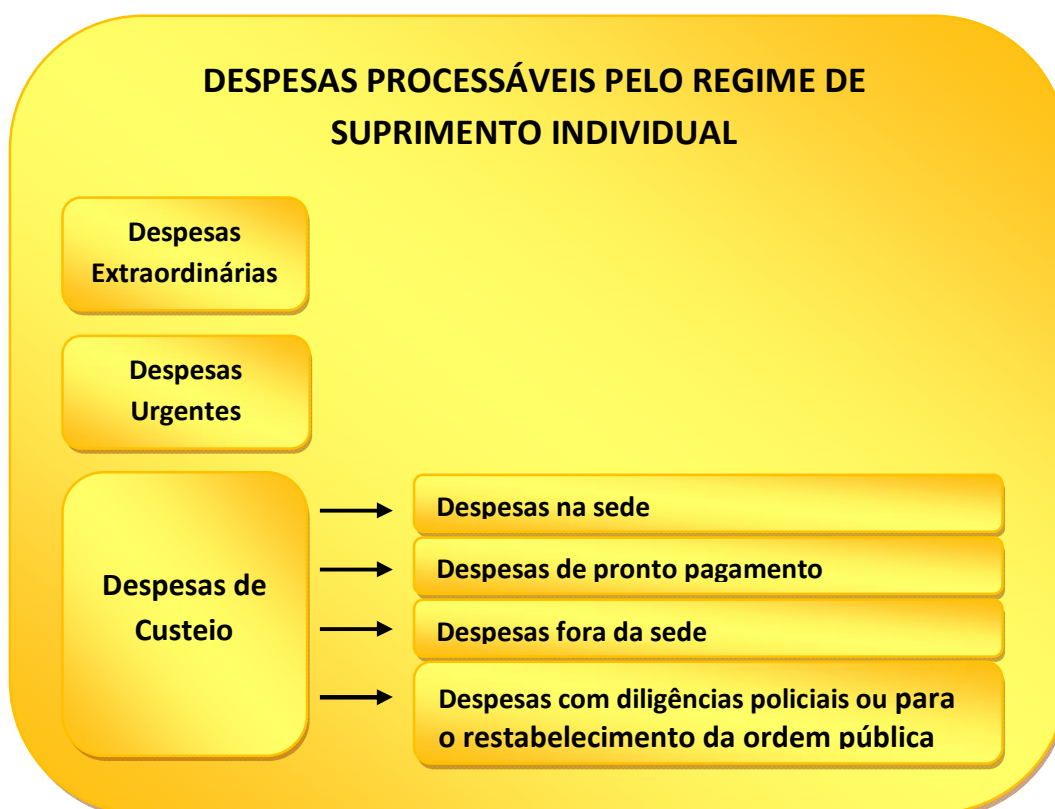 DESPESAS PROCESSÁVEIS PELO REGIME DE
SUPRIMENTO INDIVIDUAL
Despesas
Extraordinárias
Despesas
Urgentes
Despesas de
Custeio
Despesas na sede
Despesas de pronto pagamento
Despesas fora da sede
Despesas com diligências policiais ou para
o restabelecimento da ordem pública